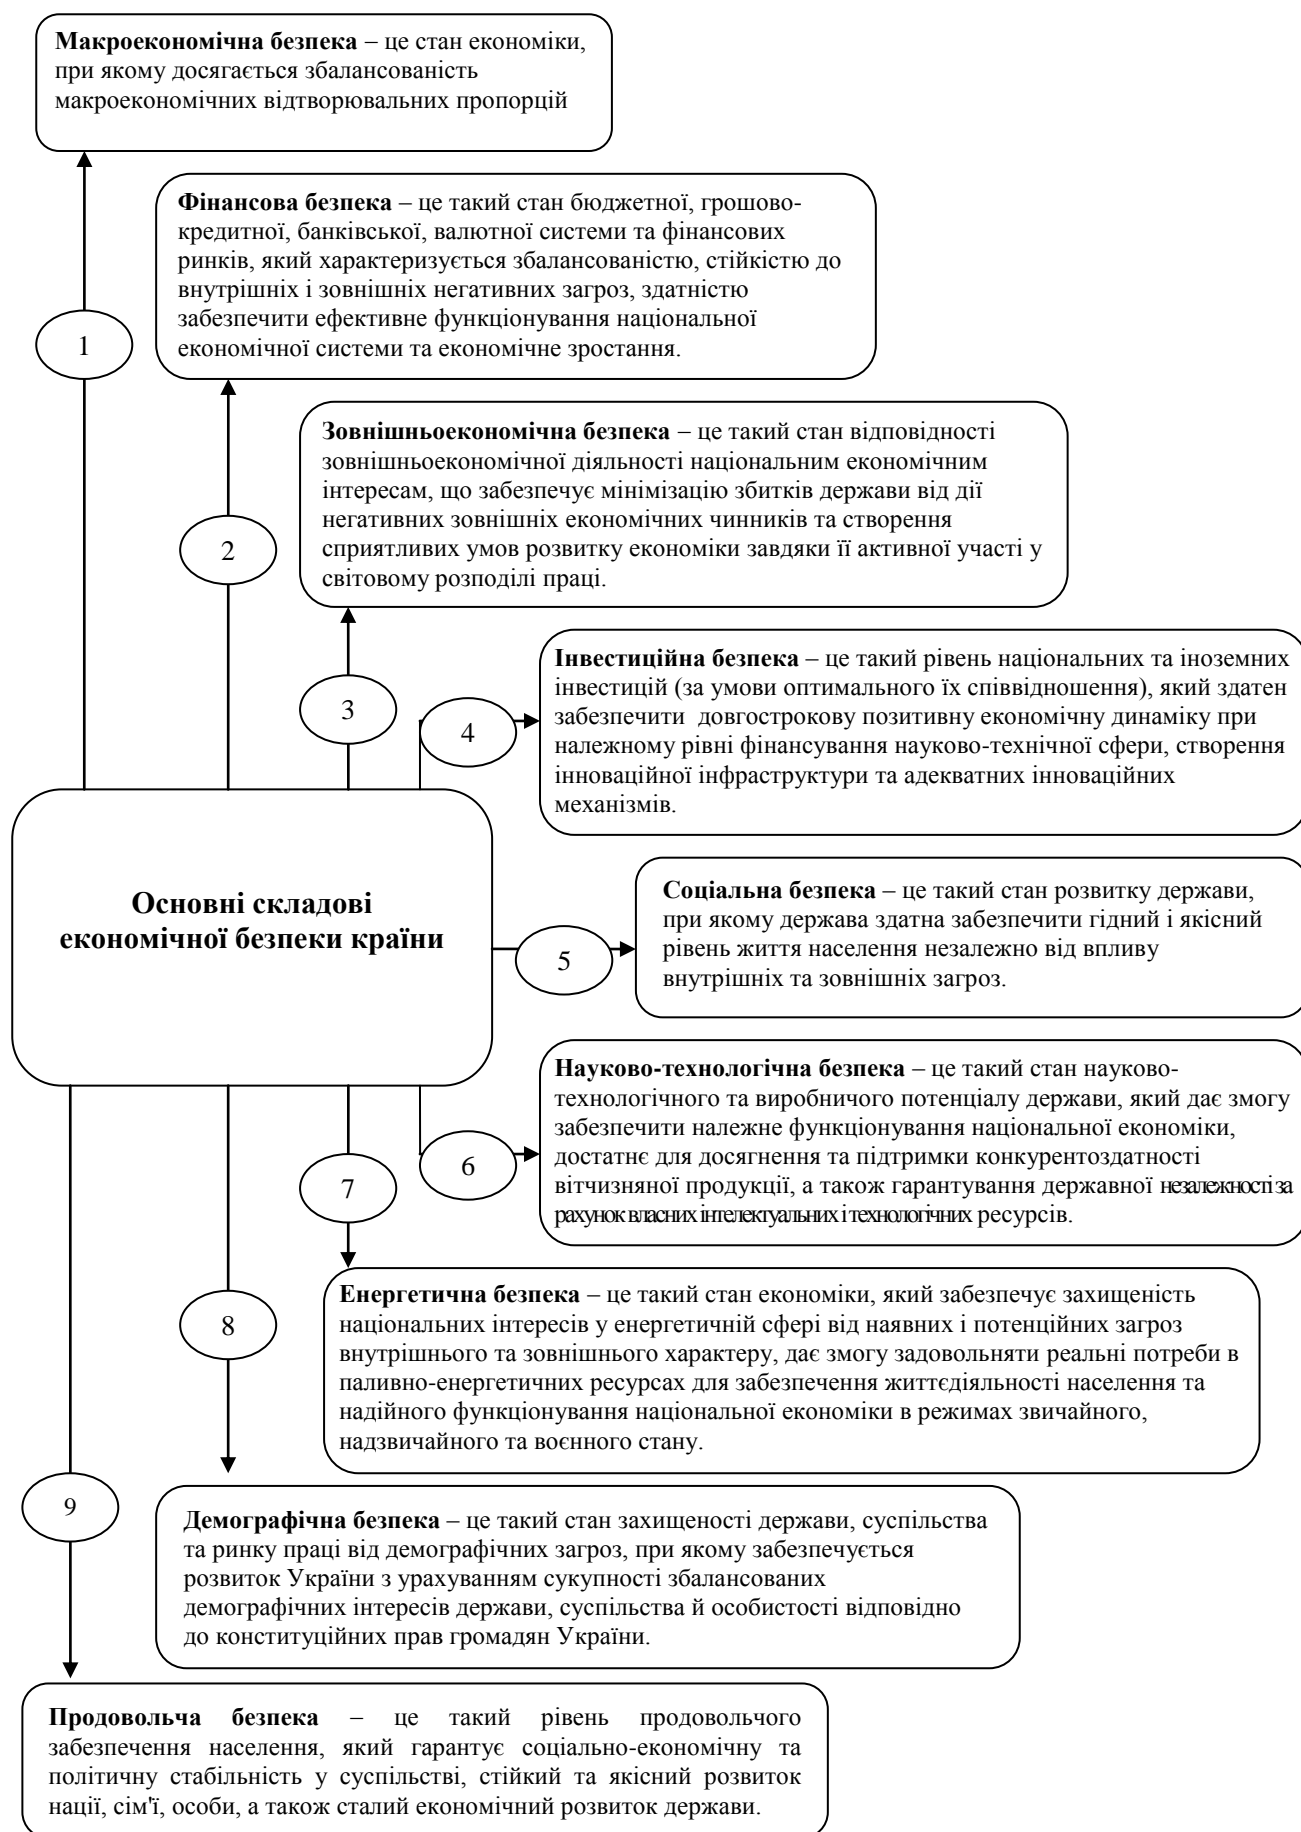 Макроекономічна безпека – це стан економіки,
при якому досягається збалансованість
макроекономічних відтворювальних пропорцій
Фінансова безпека – це такий стан бюджетної, грошово-
кредитної, банківської, валютної системи та фінансових
ринків, який характеризується збалансованістю, стійкістю до
внутрішніх і зовнішніх негативних загроз, здатністю
забезпечити ефективне функціонування національної
економічної системи та економічне зростання.
1
Зовнішньоекономічна безпека – це такий стан відповідності
зовнішньоекономічної діяльності національним економічним
інтересам, що забезпечує мінімізацію збитків держави від дії
негативних зовнішніх економічних чинників та створення
сприятливих умов розвитку економіки завдяки її активної участі у
світовому розподілі праці.
2
Інвестиційна безпека – це такий рівень національних та іноземних
інвестицій (за умови оптимального їх співвідношення), який здатен
забезпечити довгострокову позитивну економічну динаміку при
належному рівні фінансування науково-технічної сфери, створення
інноваційної інфраструктури та адекватних інноваційних
механізмів.
3
4
Основні складові
економічної безпеки країни
Соціальна безпека – це такий стан розвитку держави,
при якому держава здатна забезпечити гідний і якісний
рівень життя населення незалежно від впливу
внутрішніх та зовнішніх загроз.
5
Науково-технологічна безпека – це такий стан науково-
технологічного та виробничого потенціалу держави, який дає змогу
забезпечити належне функціонування національної економіки,
достатнє для досягнення та підтримки конкурентоздатності
вітчизняної продукції, а також гарантування державної незалежності за
рахунок власних інтелектуальних і технологічних ресурсів.
6
7
Енергетична безпека – це такий стан економіки, який забезпечує захищеність
національних інтересів у енергетичній сфері від наявних і потенційних загроз
внутрішнього та зовнішнього характеру, дає змогу задовольняти реальні потреби в
паливно-енергетичних ресурсах для забезпечення життєдіяльності населення та
надійного функціонування національної економіки в режимах звичайного,
надзвичайного та воєнного стану.
8
9
Демографічна безпека – це такий стан захищеності держави, суспільства
та ринку праці від демографічних загроз, при якому забезпечується
розвиток України з урахуванням сукупності збалансованих
демографічних інтересів держави, суспільства й особистості відповідно
до конституційних прав громадян України.
Продовольча безпека – це такий рівень продовольчого
забезпечення населення, який гарантує соціально-економічну та
політичну стабільність у суспільстві, стійкий та якісний розвиток
нації, сім'ї, особи, а також сталий економічний розвиток держави.